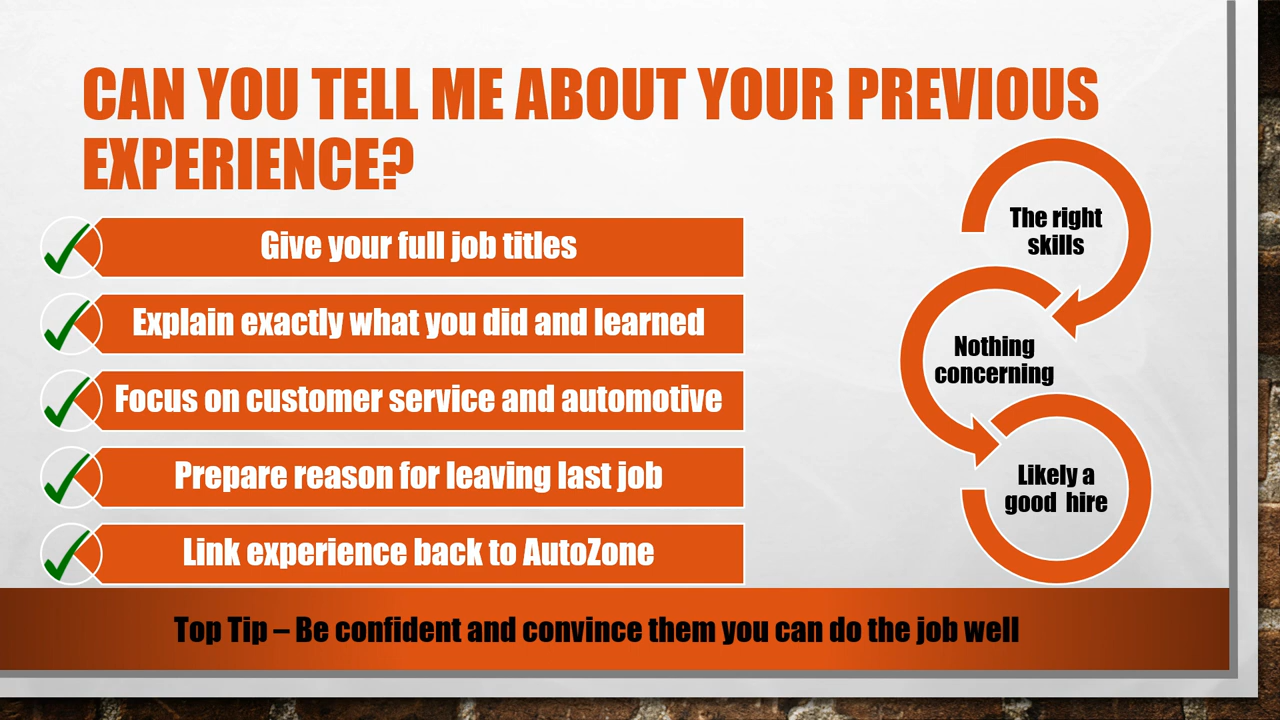 CAN YOU TELL ME ABOUT YOUR PREVIOUS
EXPERIENCE?
Give your full job titles
Explain exactly what you did and learned
Focus on customer service and automotive
Prepare reason for leaving last job
Link experience back to AutoZone
The right
skills
Nothing
concerning
Likely a
good hire
Top Tip – Be confident and convince them you can do the job well